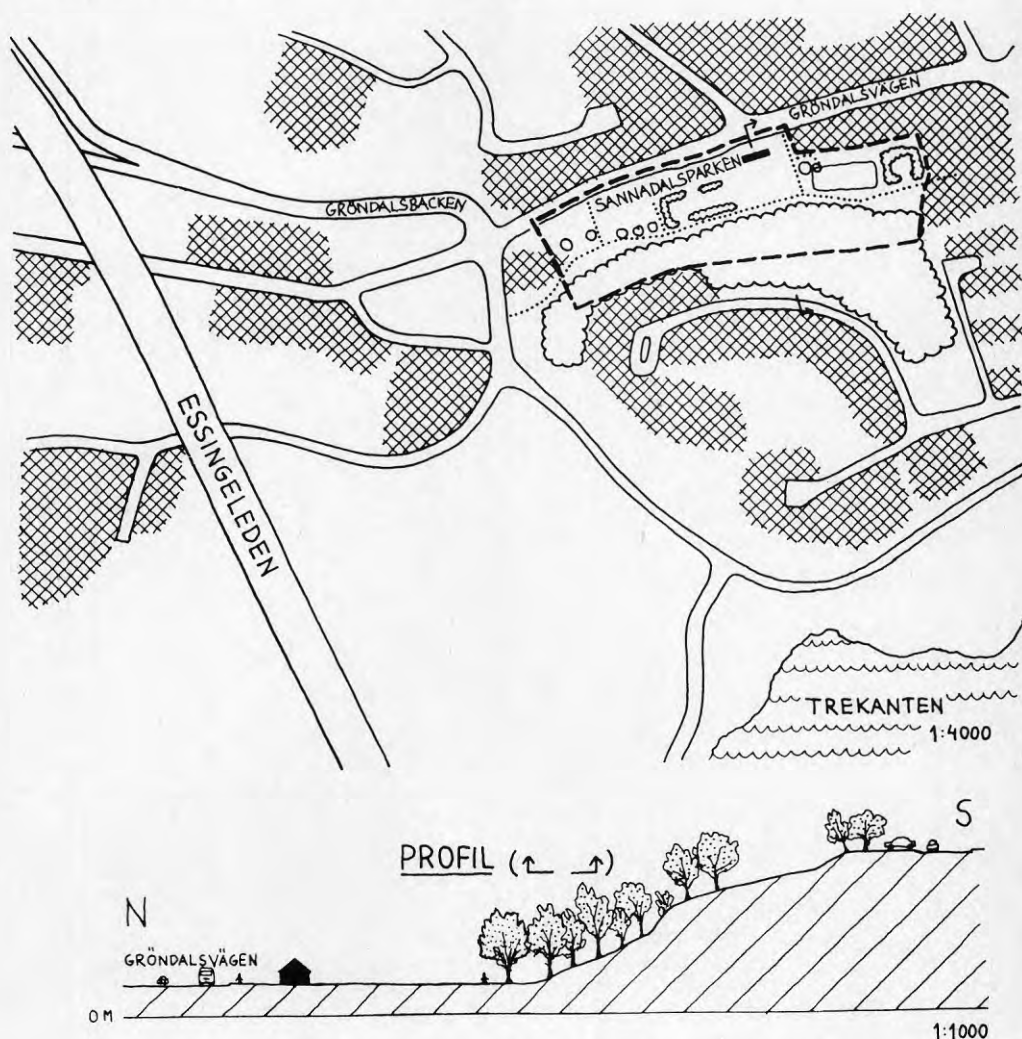 GRÖNDALSVÄGEN
SANNADALSPARKEN
GRÖNDALSBACKEN
ESSINGELEDEN
TREKANTEN
1:4000
PROFIL ( )
N
S
GRÖNDALSVÄGEN
0 M
1:1000